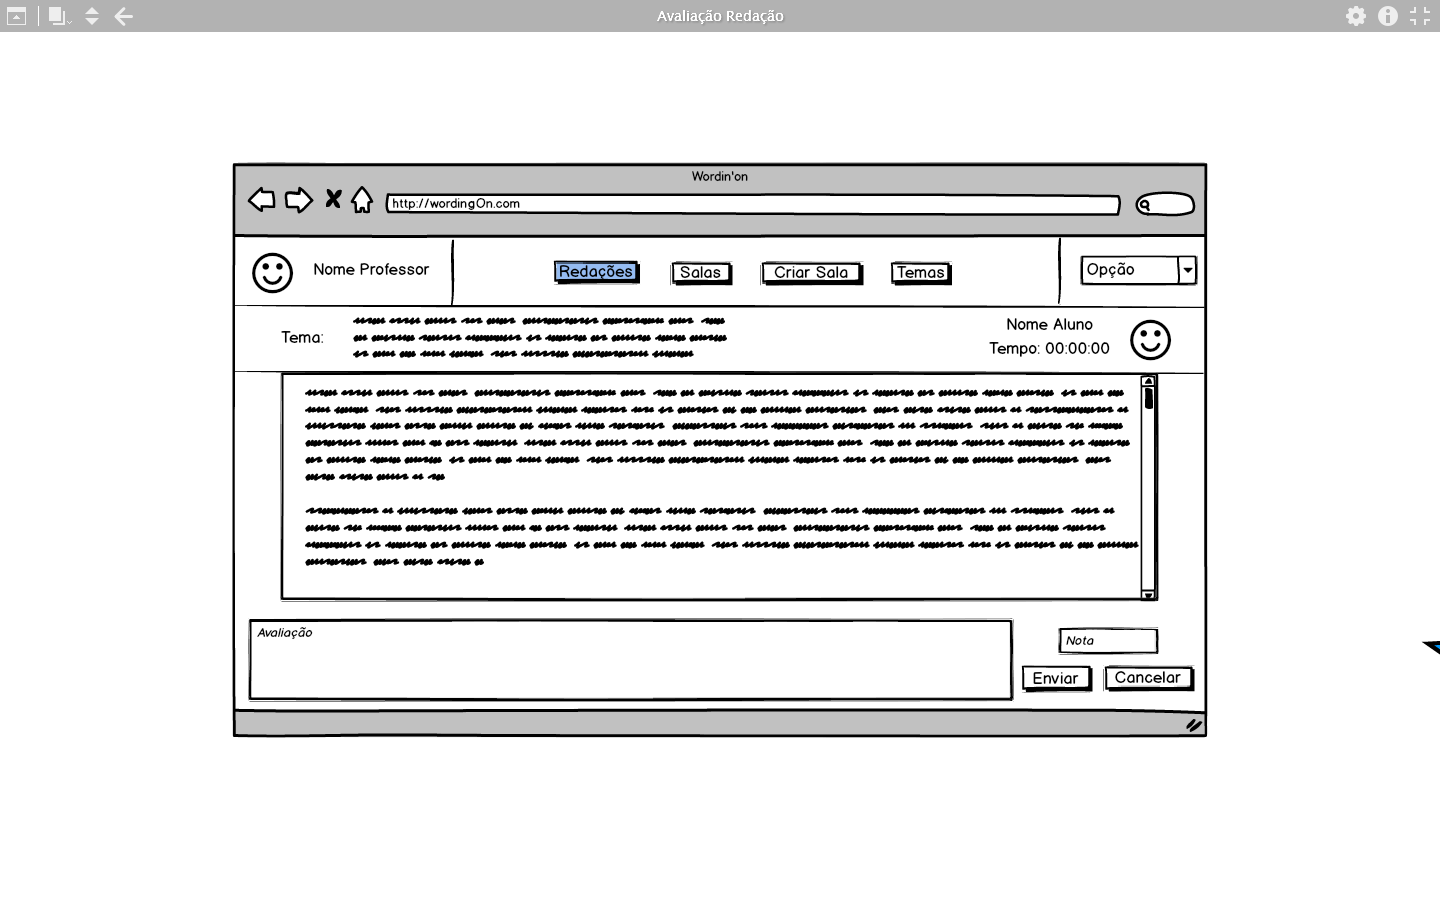 Avaliação Redação
Wordin'on
http://wordingOn.com
Nome Professor
Redações
Salas
Criar Sala
Temas
Opção
Tema:
Nome Aluno
Tempo: 00:00:00
Avaliação
Nota
Enviar
Cancelar